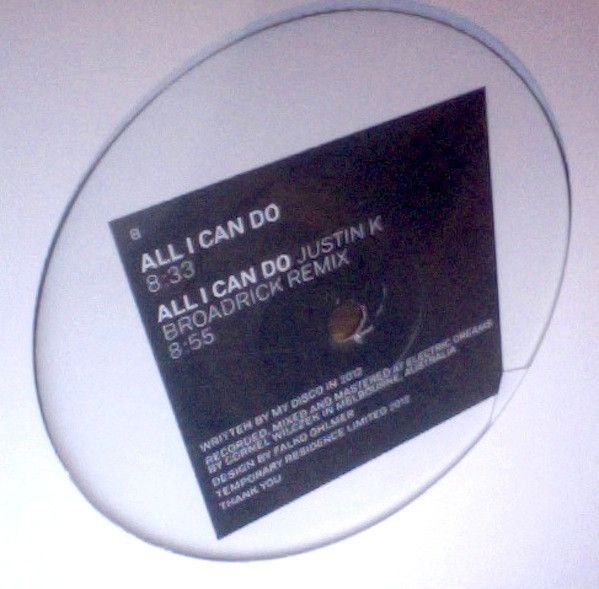 ALL I CAN DO
8:33
ALL I CAN DO JUSTIN K
BROADRICK REMIX
8:55
WRITTEN BY MY DISCO IN 2012
RECORDED, MIXED AND MASTERED AT ELECTRIC DREAMS
BY CORNEL WILCZEK IN MELBOURNE, AUSTRALIA
DESIGN BY FALKO OHLMER
TEMPORARY RESIDENCE LIMITED 2012
THANK YOU